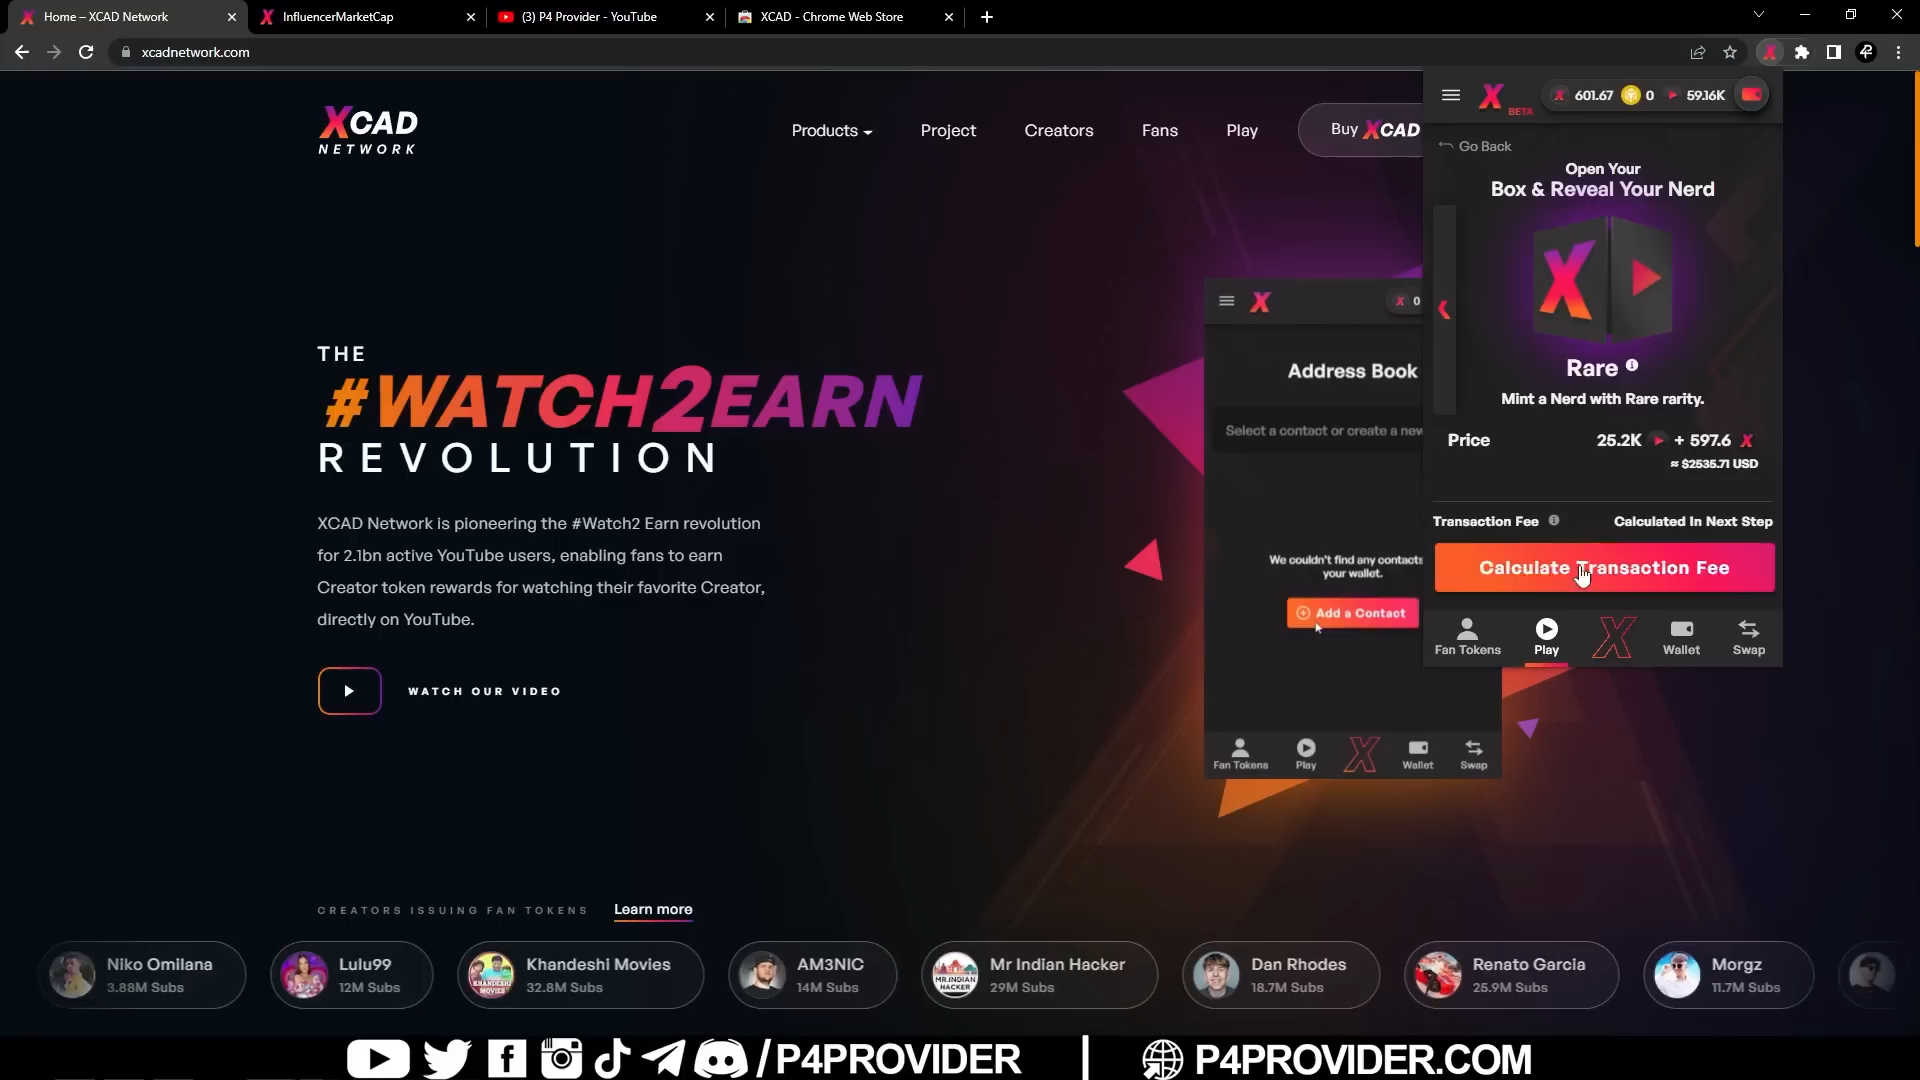 Home – XCAD Network
InfluencerMarketCap
(3) P4 Provider - YouTube
XCAD - Chrome Web Store
xcadnetwork.com
XCAD
NETWORK
Products
Project
Creators
Fans
Play
Buy XCAD
THE
#WATCH2EARN
REVOLUTION
XCAD Network is pioneering the #Watch2 Earn revolution
for 2.1bn active YouTube users, enabling fans to earn
Creator token rewards for watching their favorite Creator,
directly on YouTube.
WATCH OUR VIDEO
X
X 0
Address Book
Select a contact or create a new
We couldn't find any contacts
your wallet.
Add a Contact
Fan Tokens
Play
Wallet
Swap
X BETA
601.67
0
59.16K
Go Back
Open Your
Box & Reveal Your Nerd
X
Rare
Mint a Nerd with Rare rarity.
Price
25.2K + 597.6 X
≈ $2535.71 USD
Transaction Fee
Calculated In Next Step
Calculate Transaction Fee
Fan Tokens
Play
Wallet
Swap
CREATORS ISSUING FAN TOKENS
Learn more
Niko Omilana
3.88M Subs
Lulu99
12M Subs
Khandeshi Movies
32.8M Subs
AM3NIC
14M Subs
Mr Indian Hacker
29M Subs
Dan Rhodes
18.7M Subs
Renato Garcia
25.9M Subs
Morgz
11.7M Subs
/P4PROVIDER
P4PROVIDER.COM